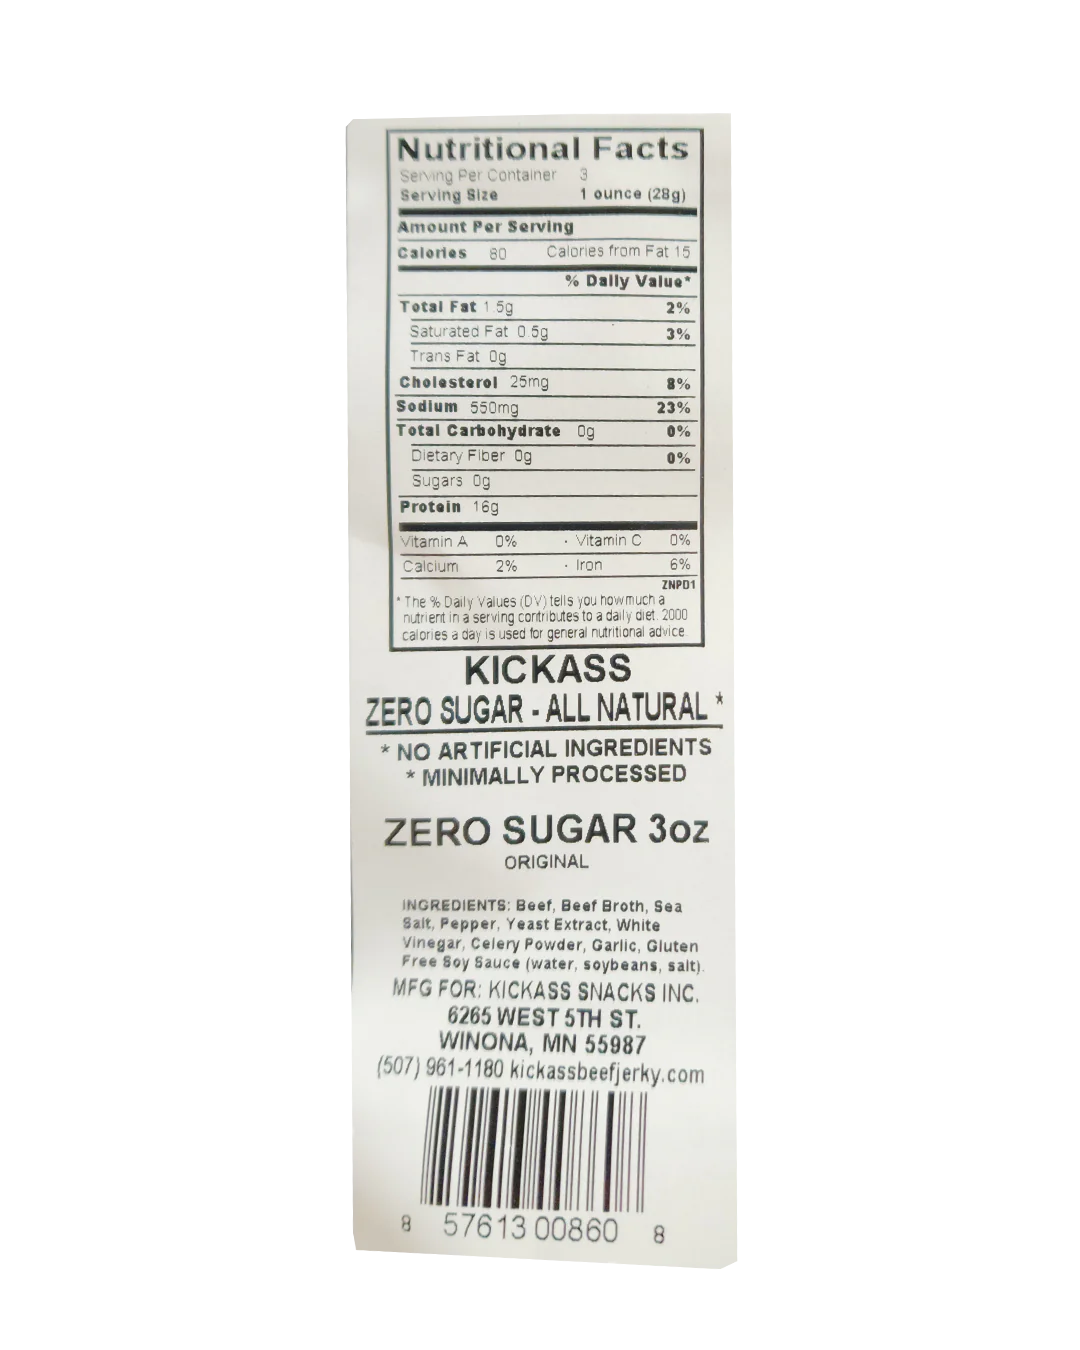 Nutritional Facts
Serving Per Container 3
Serving Size 1 ounce (28g)
Amount Per Serving
Calories 80 Calories from Fat 15
% Daily Value*
Total Fat 1.5g 2%
Saturated Fat 0.5g 3%
Trans Fat 0g
Cholesterol 25mg 8%
Sodium 550mg 23%
Total Carbohydrate 0g 0%
Dietary Fiber 0g 0%
Sugars 0g
Protein 16g
Vitamin A 0% · Vitamin C 0%
Calcium 2% · Iron 6%
ZNPD1
* The % Daily Values (DV) tells you how much a
nutrient in a serving contributes to a daily diet. 2000
calories a day is used for general nutritional advice.
KICKASS
ZERO SUGAR - ALL NATURAL *
* NO ARTIFICIAL INGREDIENTS
* MINIMALLY PROCESSED
ZERO SUGAR 3oz
ORIGINAL
INGREDIENTS: Beef, Beef Broth, Sea
Salt, Pepper, Yeast Extract, White
Vinegar, Celery Powder, Garlic, Gluten
Free Soy Sauce (water, soybeans, salt).
MFG FOR: KICKASS SNACKS INC.
6265 WEST 5TH ST.
WINONA, MN 55987
(507) 961-1180 kickassbeefjerky.com
8 57613 00860 8